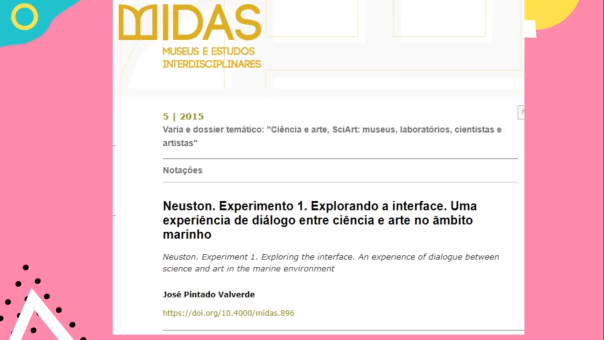 MIDAS
MUSEUS E ESTUDOS
INTERDISCIPLINARES
5 | 2015
Varia e dossier temático: "Ciência e arte, SciArt: museus, laboratórios, cientistas e
artistas"
Notações
Neuston. Experimento 1. Explorando a interface. Uma
experiência de diálogo entre ciência e arte no âmbito
marinho
Neuston. Experiment 1. Exploring the interface. An experience of dialogue between
science and art in the marine environment
José Pintado Valverde
https://doi.org/10.4000/midas.896